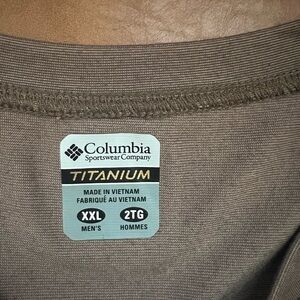 Columbia
Sportswear Company
TITANIUM
MADE IN VIETNAM
FABRIQUÉ AU VIETNAM
XXL 2TG
MEN'S HOMMES